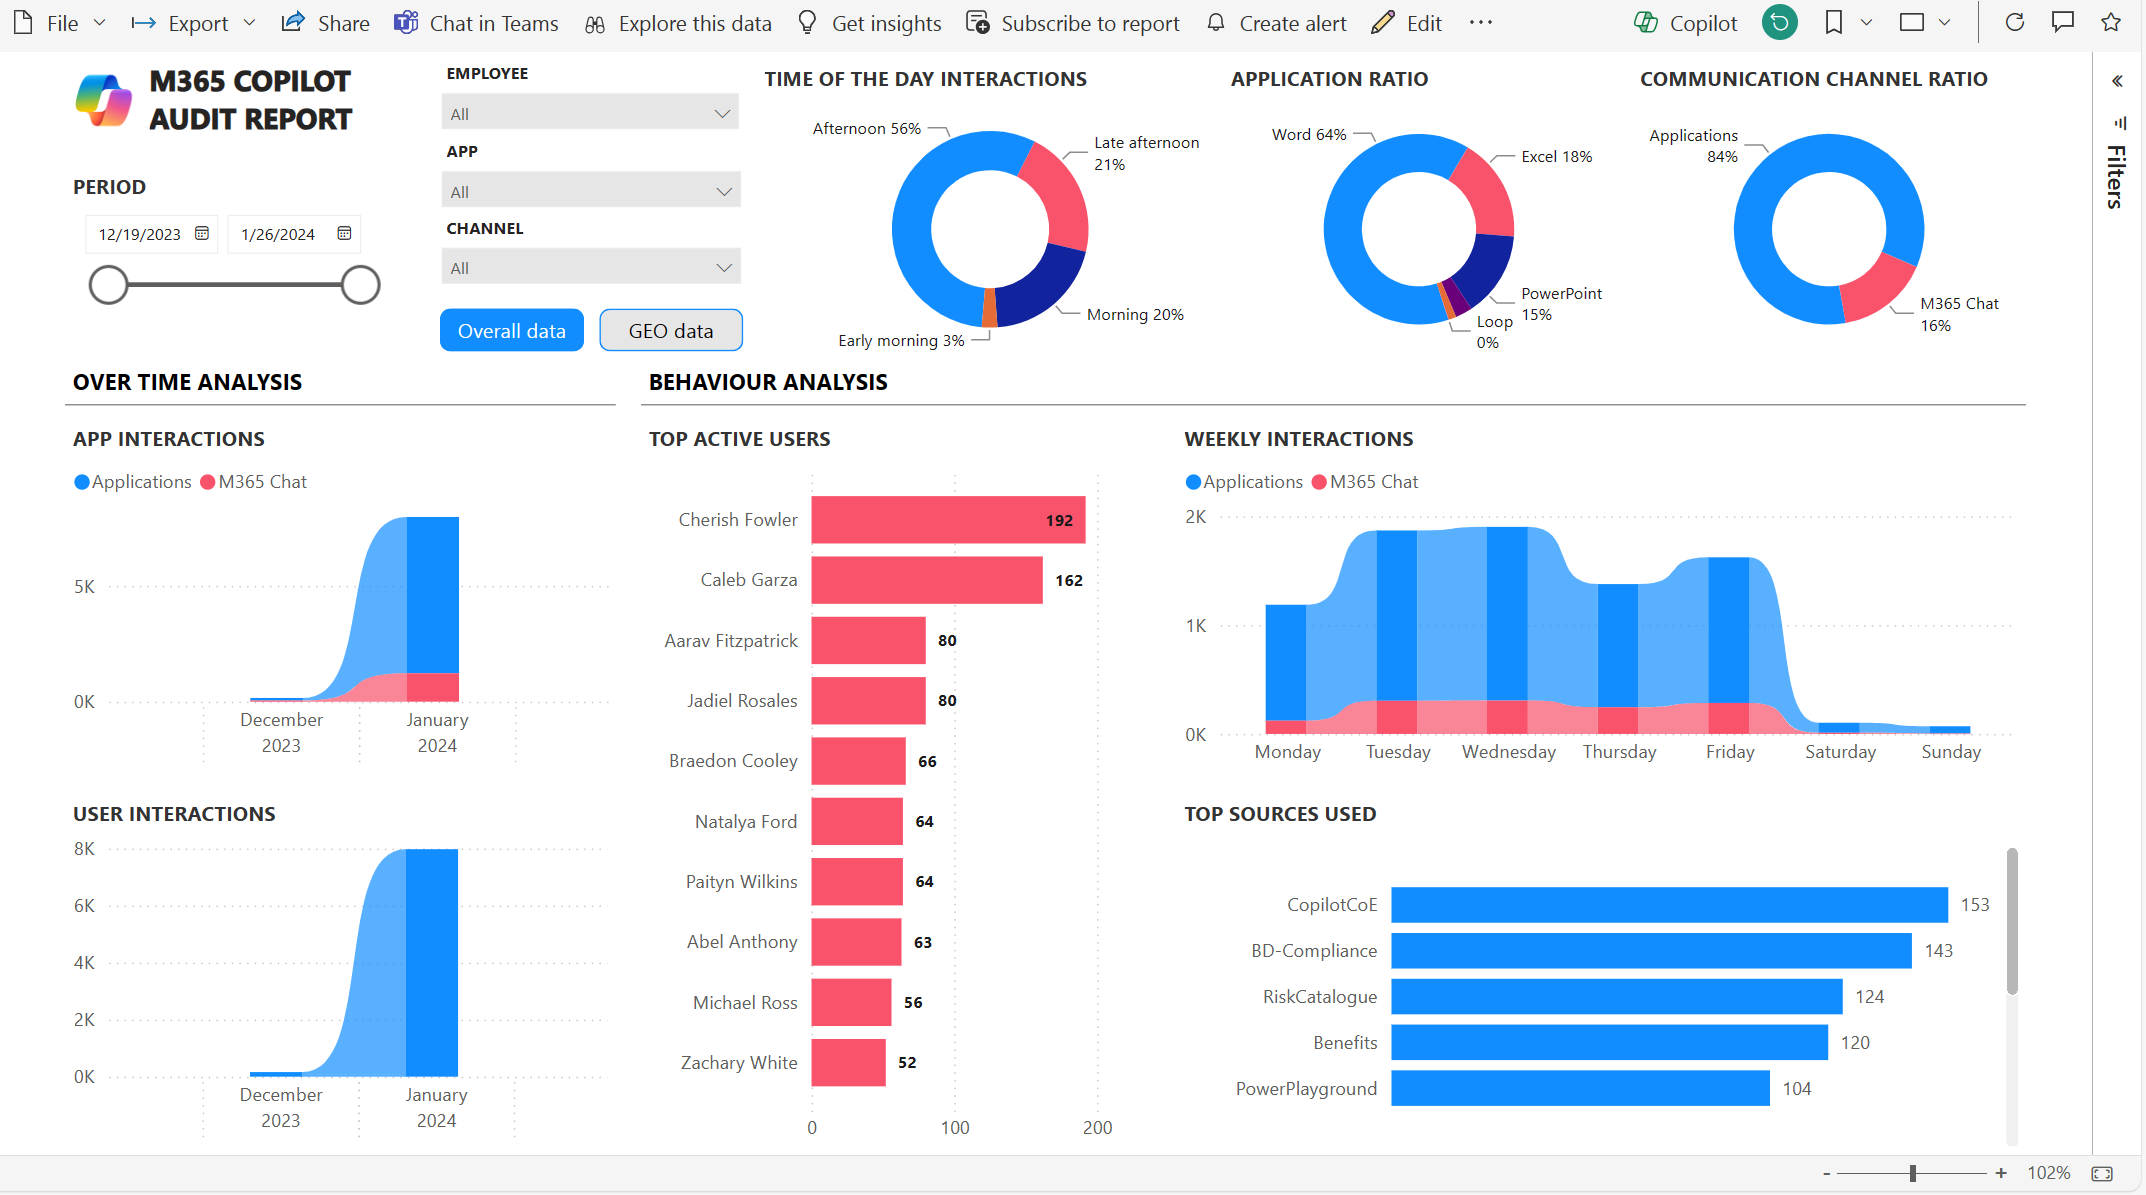 File
Export
Share
Chat in Teams
Explore this data
Get insights
Subscribe to report
Create alert
Edit
Copilot
M365 COPILOT
AUDIT REPORT
PERIOD
12/19/2023
1/26/2024
EMPLOYEE
All
APP
All
CHANNEL
All
Overall data
GEO data
TIME OF THE DAY INTERACTIONS
Afternoon 56%
Late afternoon
21%
Morning 20%
Early morning 3%
APPLICATION RATIO
Word 64%
Excel 18%
PowerPoint
15%
Loop
0%
COMMUNICATION CHANNEL RATIO
Applications
84%
M365 Chat
16%
Filters
OVER TIME ANALYSIS
APP INTERACTIONS
Applications
M365 Chat
5K
0K
December
2023
January
2024
USER INTERACTIONS
8K
6K
4K
2K
0K
December
2023
January
2024
BEHAVIOUR ANALYSIS
TOP ACTIVE USERS
Cherish Fowler 192
Caleb Garza 162
Aarav Fitzpatrick 80
Jadiel Rosales 80
Braedon Cooley 66
Natalya Ford 64
Paityn Wilkins 64
Abel Anthony 63
Michael Ross 56
Zachary White 52
0 100 200
WEEKLY INTERACTIONS
Applications
M365 Chat
2K
1K
0K
Monday Tuesday Wednesday Thursday Friday Saturday Sunday
TOP SOURCES USED
CopilotCoE 153
BD-Compliance 143
RiskCatalogue 124
Benefits 120
PowerPlayground 104
- + 102%